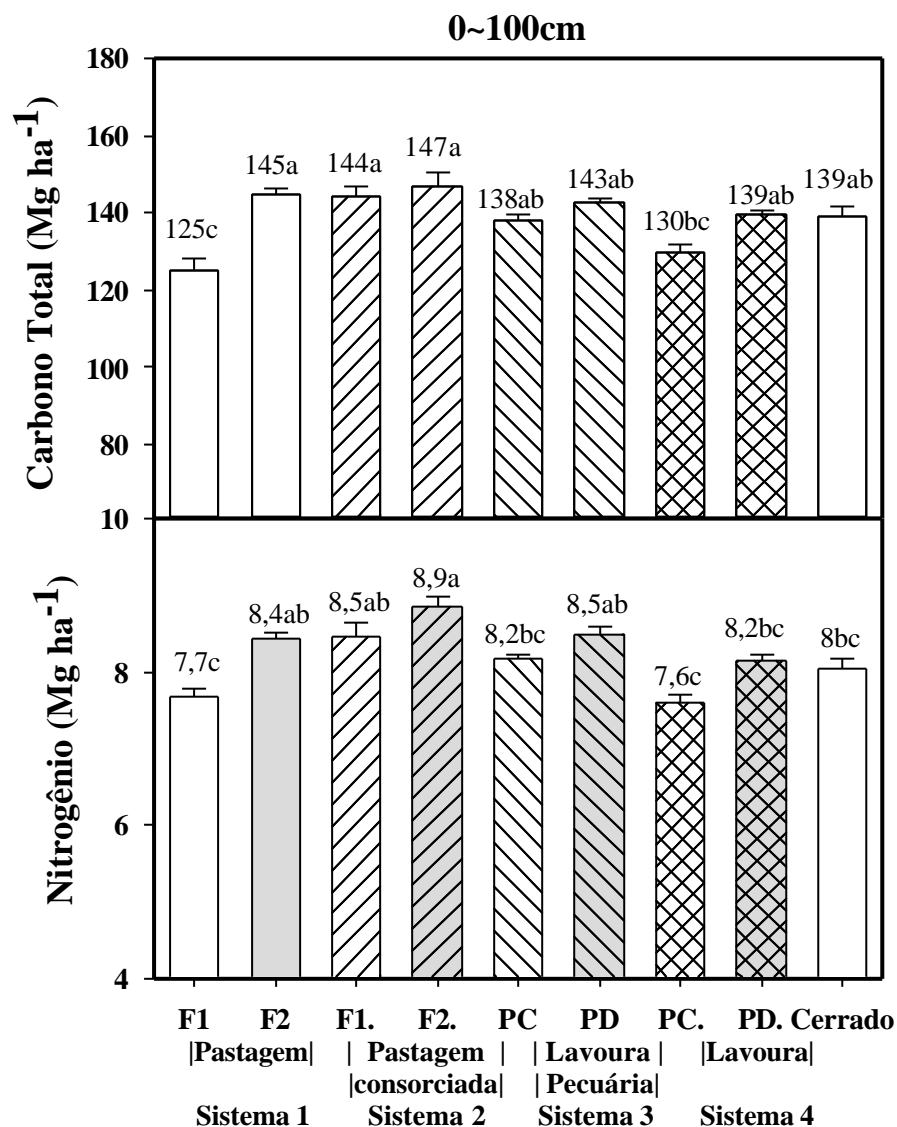 0~100cm
Carbono Total (Mg ha-1)
180
160
140
120
100
80
10
125c
145a
144a
147a
138ab
143ab
130bc
139ab
139ab
Nitrogênio (Mg ha-1)
8
6
4
7,7c
8,4ab
8,5ab
8,9a
8,2bc
8,5ab
7,6c
8,2bc
8bc
F1 F2 F1. F2. PC PD PC. PD. Cerrado
|Pastagem| | Pastagem | | Lavoura | |Lavoura|
|consorciada| | Pecuária|
Sistema 1 Sistema 2 Sistema 3 Sistema 4